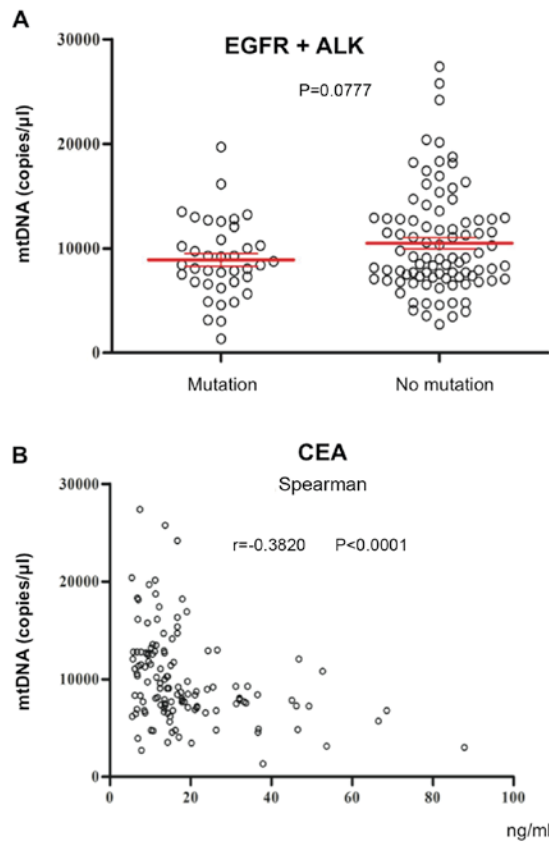 A
EGFR + ALK
P=0.0777
mtDNA (copies/µl)
30000
20000
10000
0
Mutation No mutation
B
CEA
Spearman
r=-0.3820 P<0.0001
mtDNA (copies/µl)
30000
20000
10000
0
0 20 40 60 80 100
ng/ml